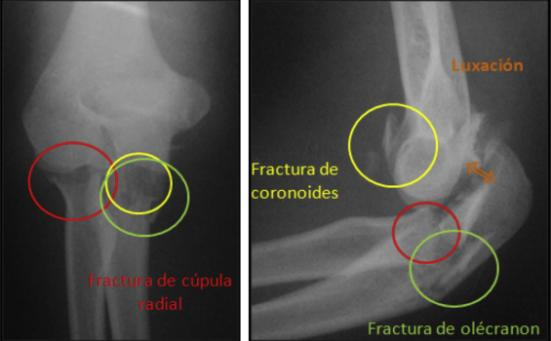 Fractura de cúpula
radial
Luxación
Fractura de
coronoides
Fractura de olécranon